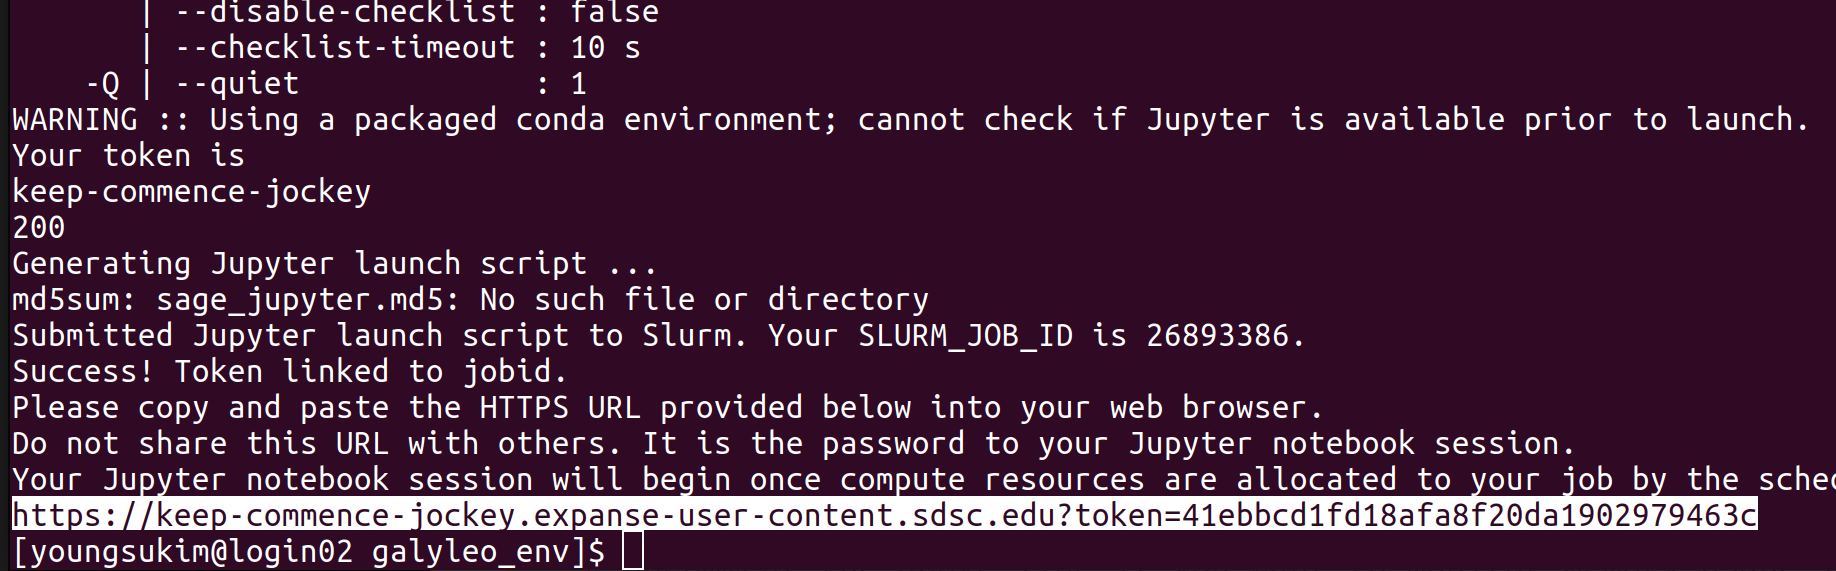 | --disable-checklist : false
| --checklist-timeout : 10 s
-Q | --quiet : 1
WARNING :: Using a packaged conda environment; cannot check if Jupyter is available prior to launch.
Your token is
keep-commence-jockey
200
Generating Jupyter launch script ...
md5sum: sage_jupyter.md5: No such file or directory
Submitted Jupyter launch script to Slurm. Your SLURM_JOB_ID is 26893386.
Success! Token linked to jobid.
Please copy and paste the HTTPS URL provided below into your web browser.
Do not share this URL with others. It is the password to your Jupyter notebook session.
Your Jupyter notebook session will begin once compute resources are allocated to your job by the sched
https://keep-commence-jockey.expanse-user-content.sdsc.edu?token=41ebbcd1fd18afa8f20da1902979463c
[youngsukim@login02 galyleo_env]$